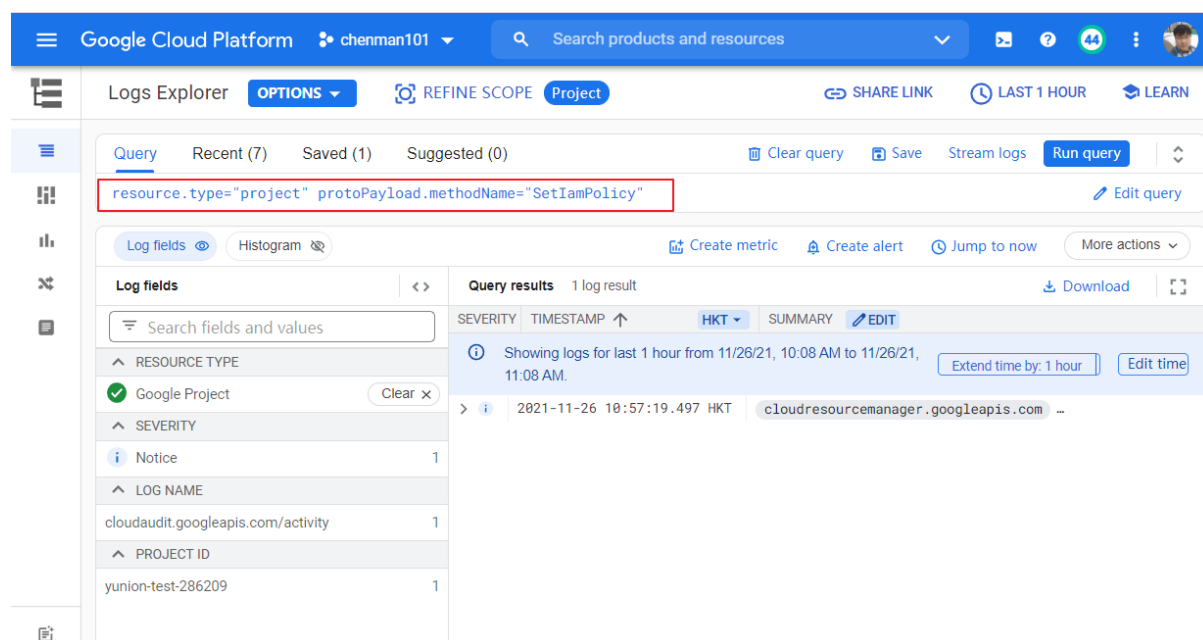 Google Cloud Platform chenman101 Search products and resources 44
Logs Explorer OPTIONS REFINE SCOPE Project SHARE LINK LAST 1 HOUR LEARN
Query Recent (7) Saved (1) Suggested (0) Clear query Save Stream logs Run query
resource.type="project" protoPayload.methodName="SetIamPolicy" Edit query
Log fields Histogram Create metric Create alert Jump to now More actions
Log fields Query results 1 log result Download
Search fields and values SEVERITY TIMESTAMP HKT SUMMARY EDIT
RESOURCE TYPE
Google Project Clear
SEVERITY
Notice 1
LOG NAME
cloudaudit.googleapis.com/activity 1
PROJECT ID
yunion-test-286209 1
Showing logs for last 1 hour from 11/26/21, 10:08 AM to 11/26/21,
11:08 AM.
Extend time by: 1 hour Edit time
2021-11-26 10:57:19.497 HKT cloudresourcemanager.googleapis.com …